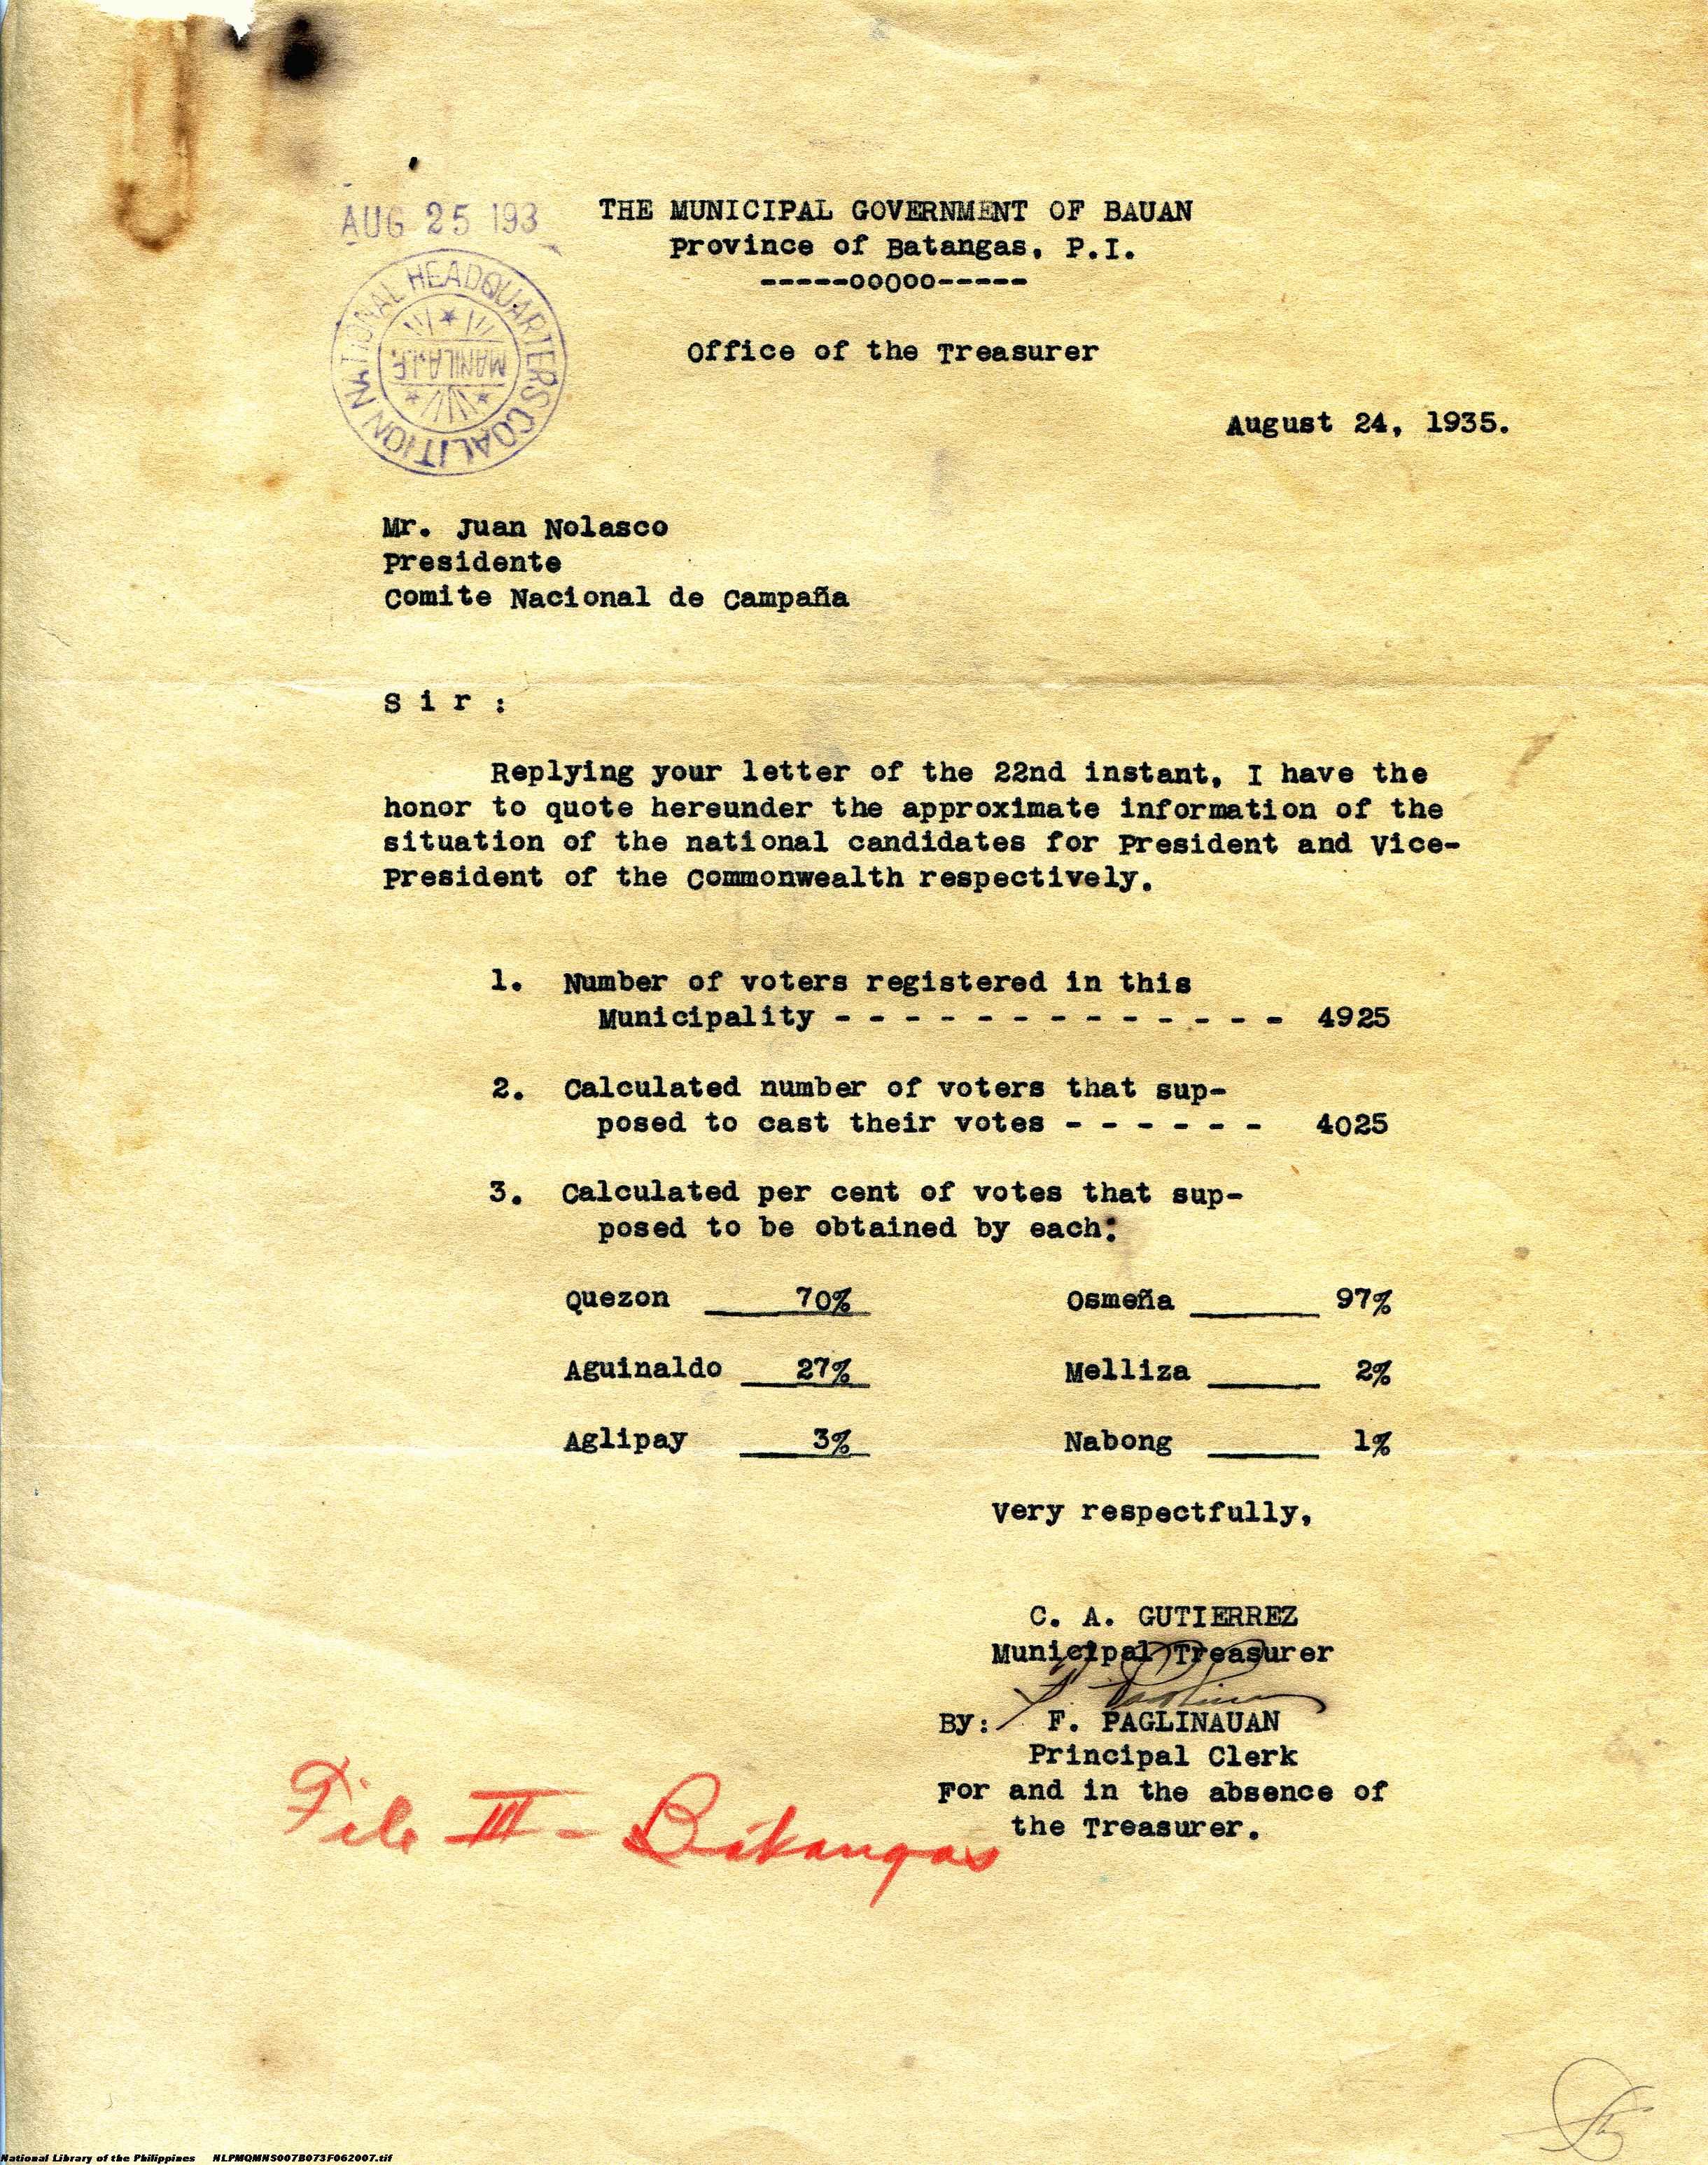 AUG 25 193
NATIONAL HEADQUARTERS COALITION
MANILA
THE MUNICIPAL GOVERNMENT OF BAUAN
Province of Batangas, P.I.
-----ooooo-----
Office of the Treasurer
August 24, 1935.
Mr. Juan Nolasco
Presidente
Comite Nacional de Campaña
S i r :
Replying your letter of the 22nd instant, I have the
honor to quote hereunder the approximate information of the
situation of the national candidates for President and Vice-
President of the Commonwealth respectively.
1. Number of voters registered in this
Municipality - - - - - - - - - - - - - 4925
2. Calculated number of voters that sup-
posed to cast their votes - - - - - - 4025
3. Calculated per cent of votes that sup-
posed to be obtained by each:
Quezon 70% Osmeña 97%
Aguinaldo 27% Melliza 2%
Aglipay 3% Nabong 1%
Very respectfully,
C. A. GUTIERREZ
Municipal Treasurer
By: F. PAGLINAUAN
Principal Clerk
For and in the absence of
the Treasurer.
File III - Batangas
National Library of the Philippines NLPMQMNS007B073F062007.tif